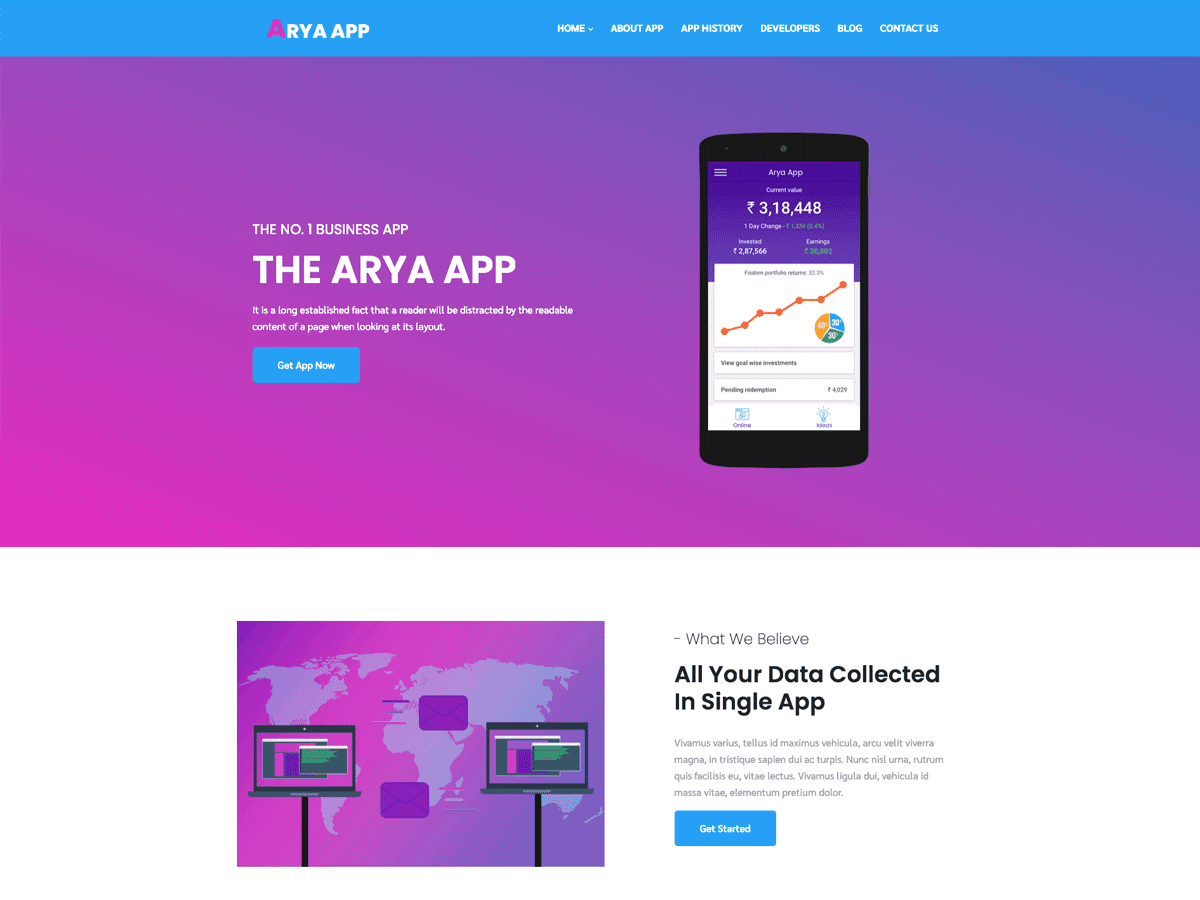 ARYA APP
HOME
ABOUT APP
APP HISTORY
DEVELOPERS
BLOG
CONTACT US
THE NO. 1 BUSINESS APP
THE ARYA APP
It is a long established fact that a reader will be distracted by the readable
content of a page when looking at its layout.
Get App Now
Arya App
Current value
₹ 3,18,448
1 Day Change - ₹ 1,334 (2.4%)
Invested
Earnings
₹ 2,87,566
₹ 30,682
Fisdom portfolio returns: 32.3%
40%
30%
30%
View goal wise investments
Pending redemption
₹ 4,029
Online
Ideas
- What We Believe
All Your Data Collected
In Single App
Vivamus varius, tellus id maximus vehicula, arcu velit viverra
magna, in tristique sapien dui ac turpis. Nunc nisl urna, rutrum
quis facilisis eu, vitae lectus. Vivamus ligula dui, vehicula id
massa vitae, elementum pretium dolor.
Get Started